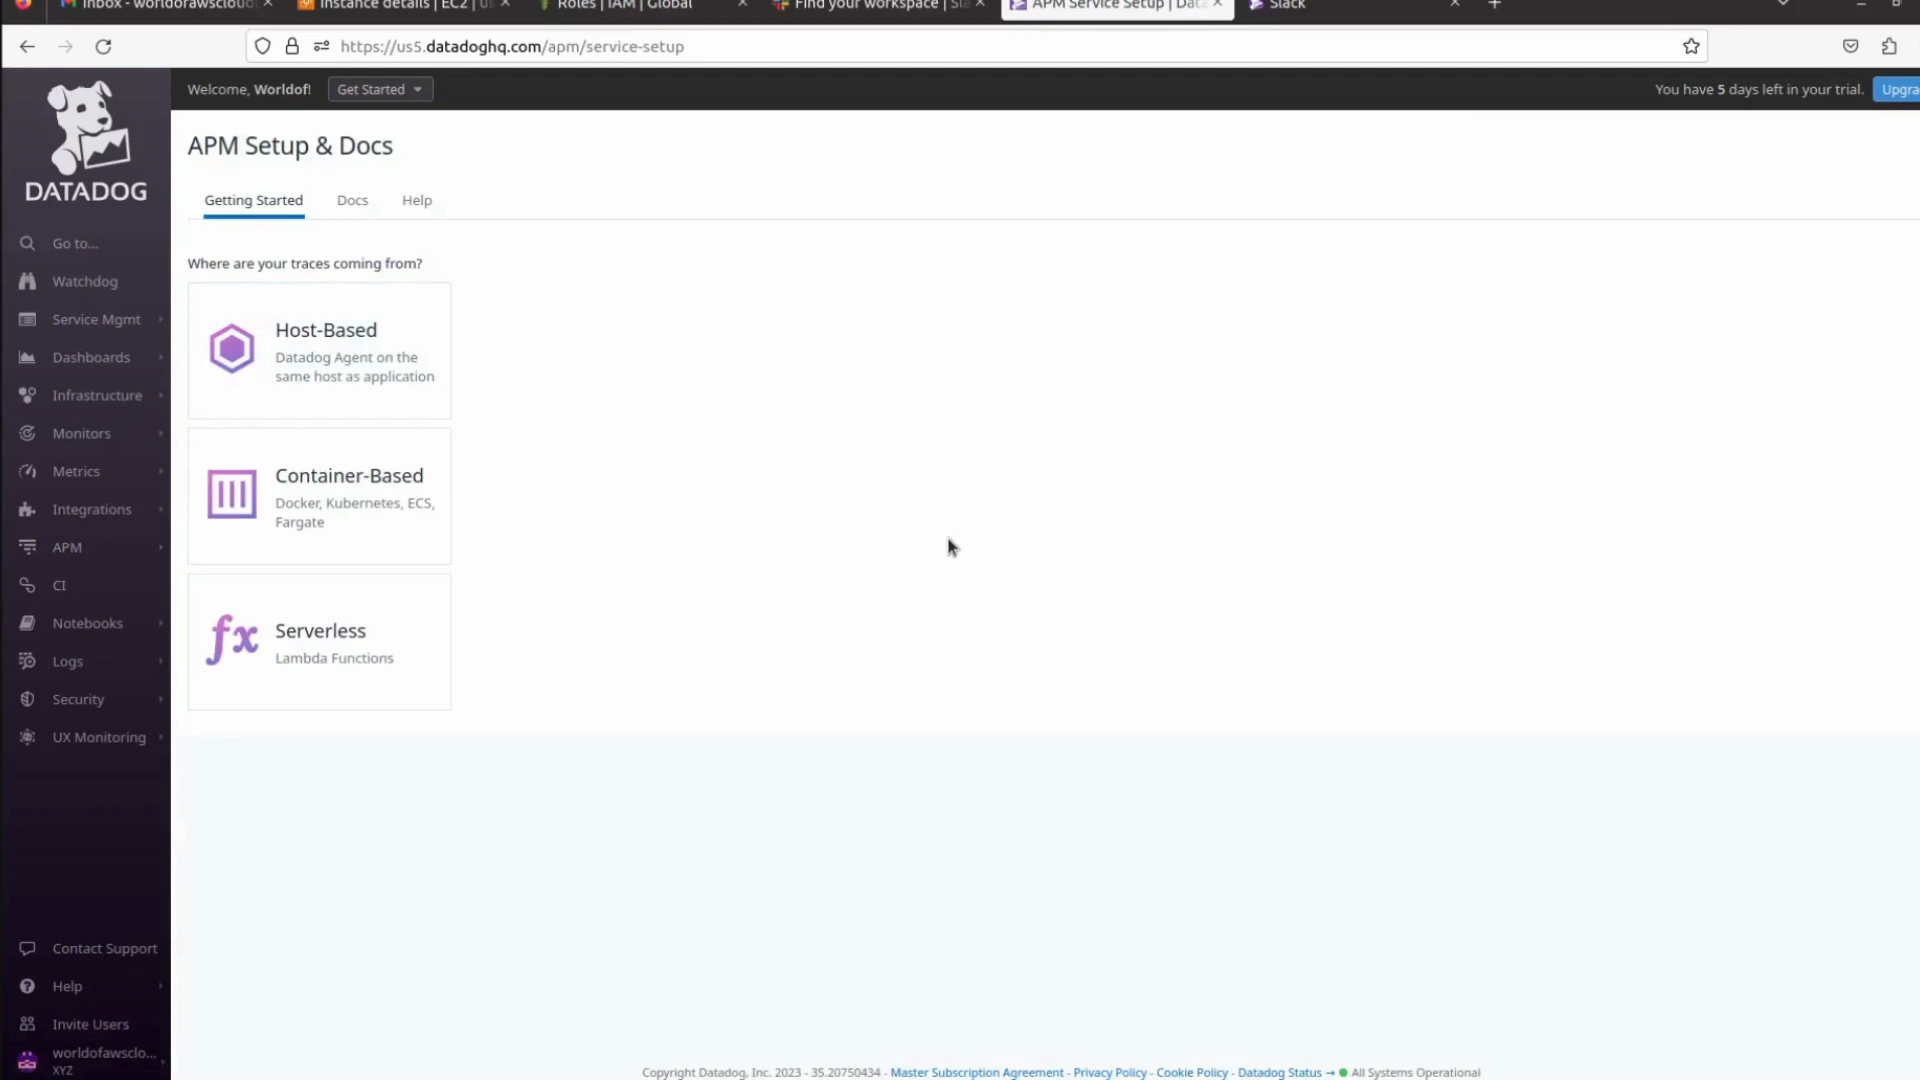 Inbox - worldofawscloud
Instance details | EC2 | us
Roles | IAM | Global
Find your workspace | Sla
APM Service Setup | Data
Slack
https://us5.datadoghq.com/apm/service-setup
DATADOG
Welcome, Worldof!
Get Started
You have 5 days left in your trial.
Upgra
APM Setup & Docs
Getting Started
Docs
Help
Go to...
Watchdog
Service Mgmt
Dashboards
Infrastructure
Monitors
Metrics
Integrations
APM
CI
Notebooks
Logs
Security
UX Monitoring
Contact Support
Help
Invite Users
worldofawsclo...
XYZ
Where are your traces coming from?
Host-Based
Datadog Agent on the
same host as application
Container-Based
Docker, Kubernetes, ECS,
Fargate
fx
Serverless
Lambda Functions
Copyright Datadog, Inc. 2023 - 35.20750434 - Master Subscription Agreement - Privacy Policy - Cookie Policy - Datadog Status → All Systems Operational